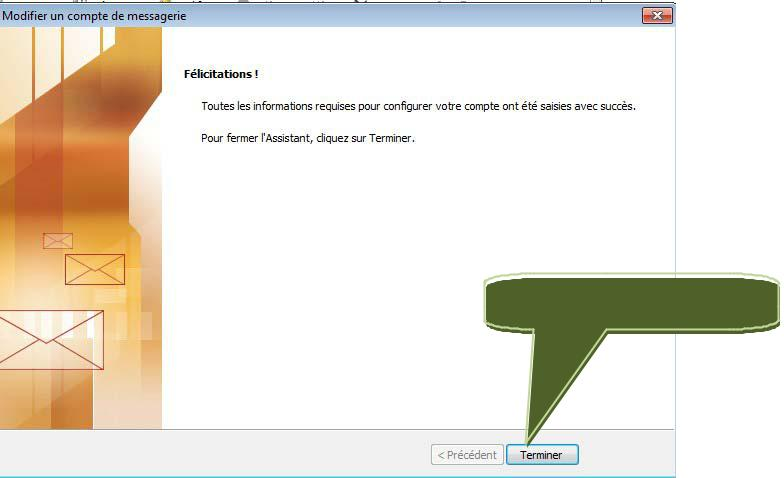 Modifier un compte de messagerie
Félicitations !
Toutes les informations requises pour configurer votre compte ont été saisies avec succès.
Pour fermer l'Assistant, cliquez sur Terminer.
< Précédent
Terminer